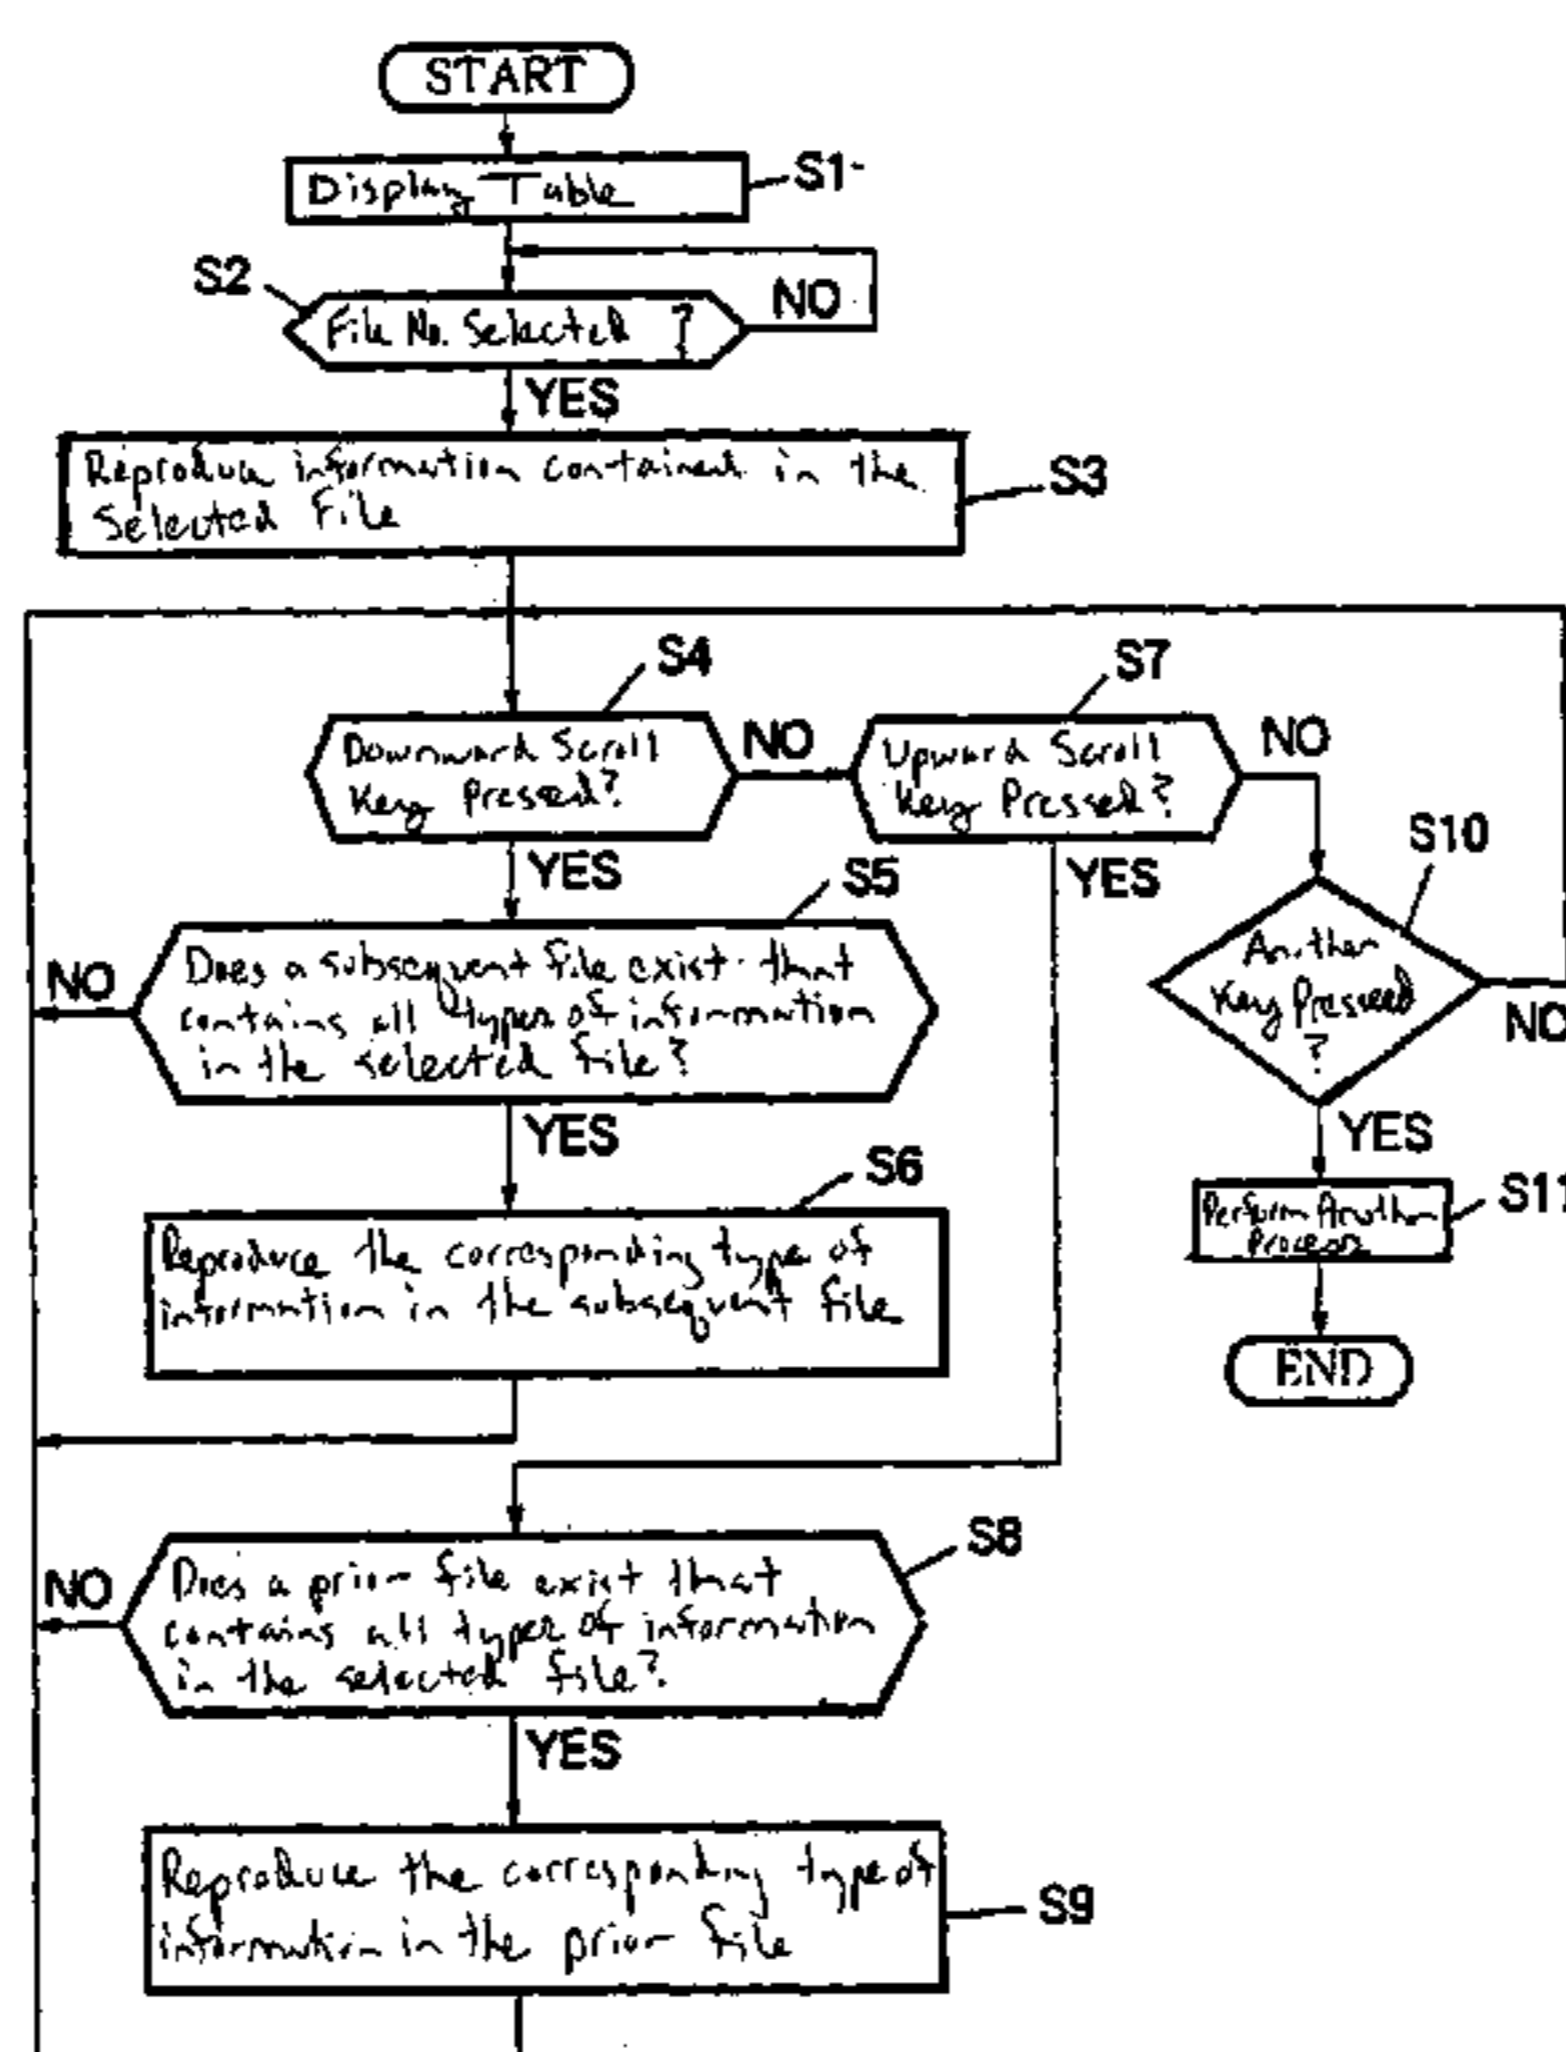 START
Display Table
S1
S2
File No. Selected ?
NO
YES
Reproduce information contained in the
Selected File
S3
S4
S7
Downward Scroll
Key Pressed?
NO
Upward Scroll
Key Pressed?
NO
S10
YES
S5
YES
Another
Key Pressed
?
NO
NO
Does a subsequent file exist that
contains all types of information
in the selected file?
YES
YES
S6
S11
Perform Another
Process
Reproduce the corresponding type of
information in the subsequent file
END
S8
NO
Does a prior file exist that
contains all types of information
in the selected file?
YES
Reproduce the corresponding type of
information in the prior file
S9